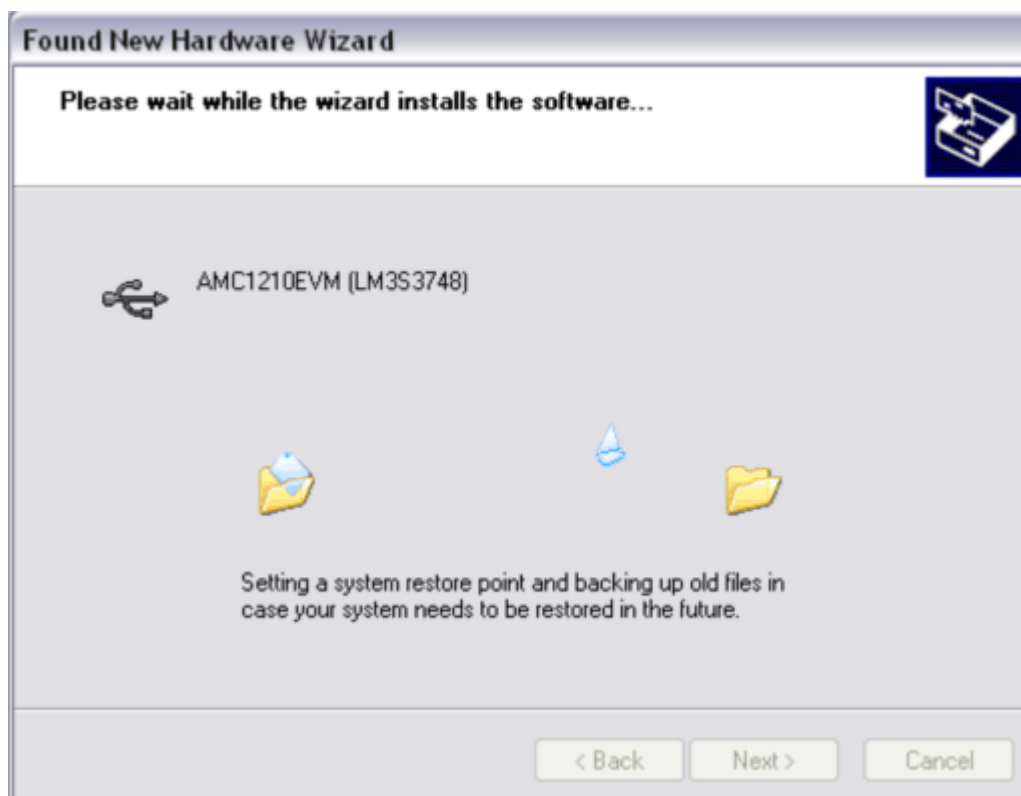 Found New Hardware Wizard
Please wait while the wizard installs the software...
AMC1210EVM (LM3S3748)
Setting a system restore point and backing up old files in
case your system needs to be restored in the future.
< Back Next > Cancel